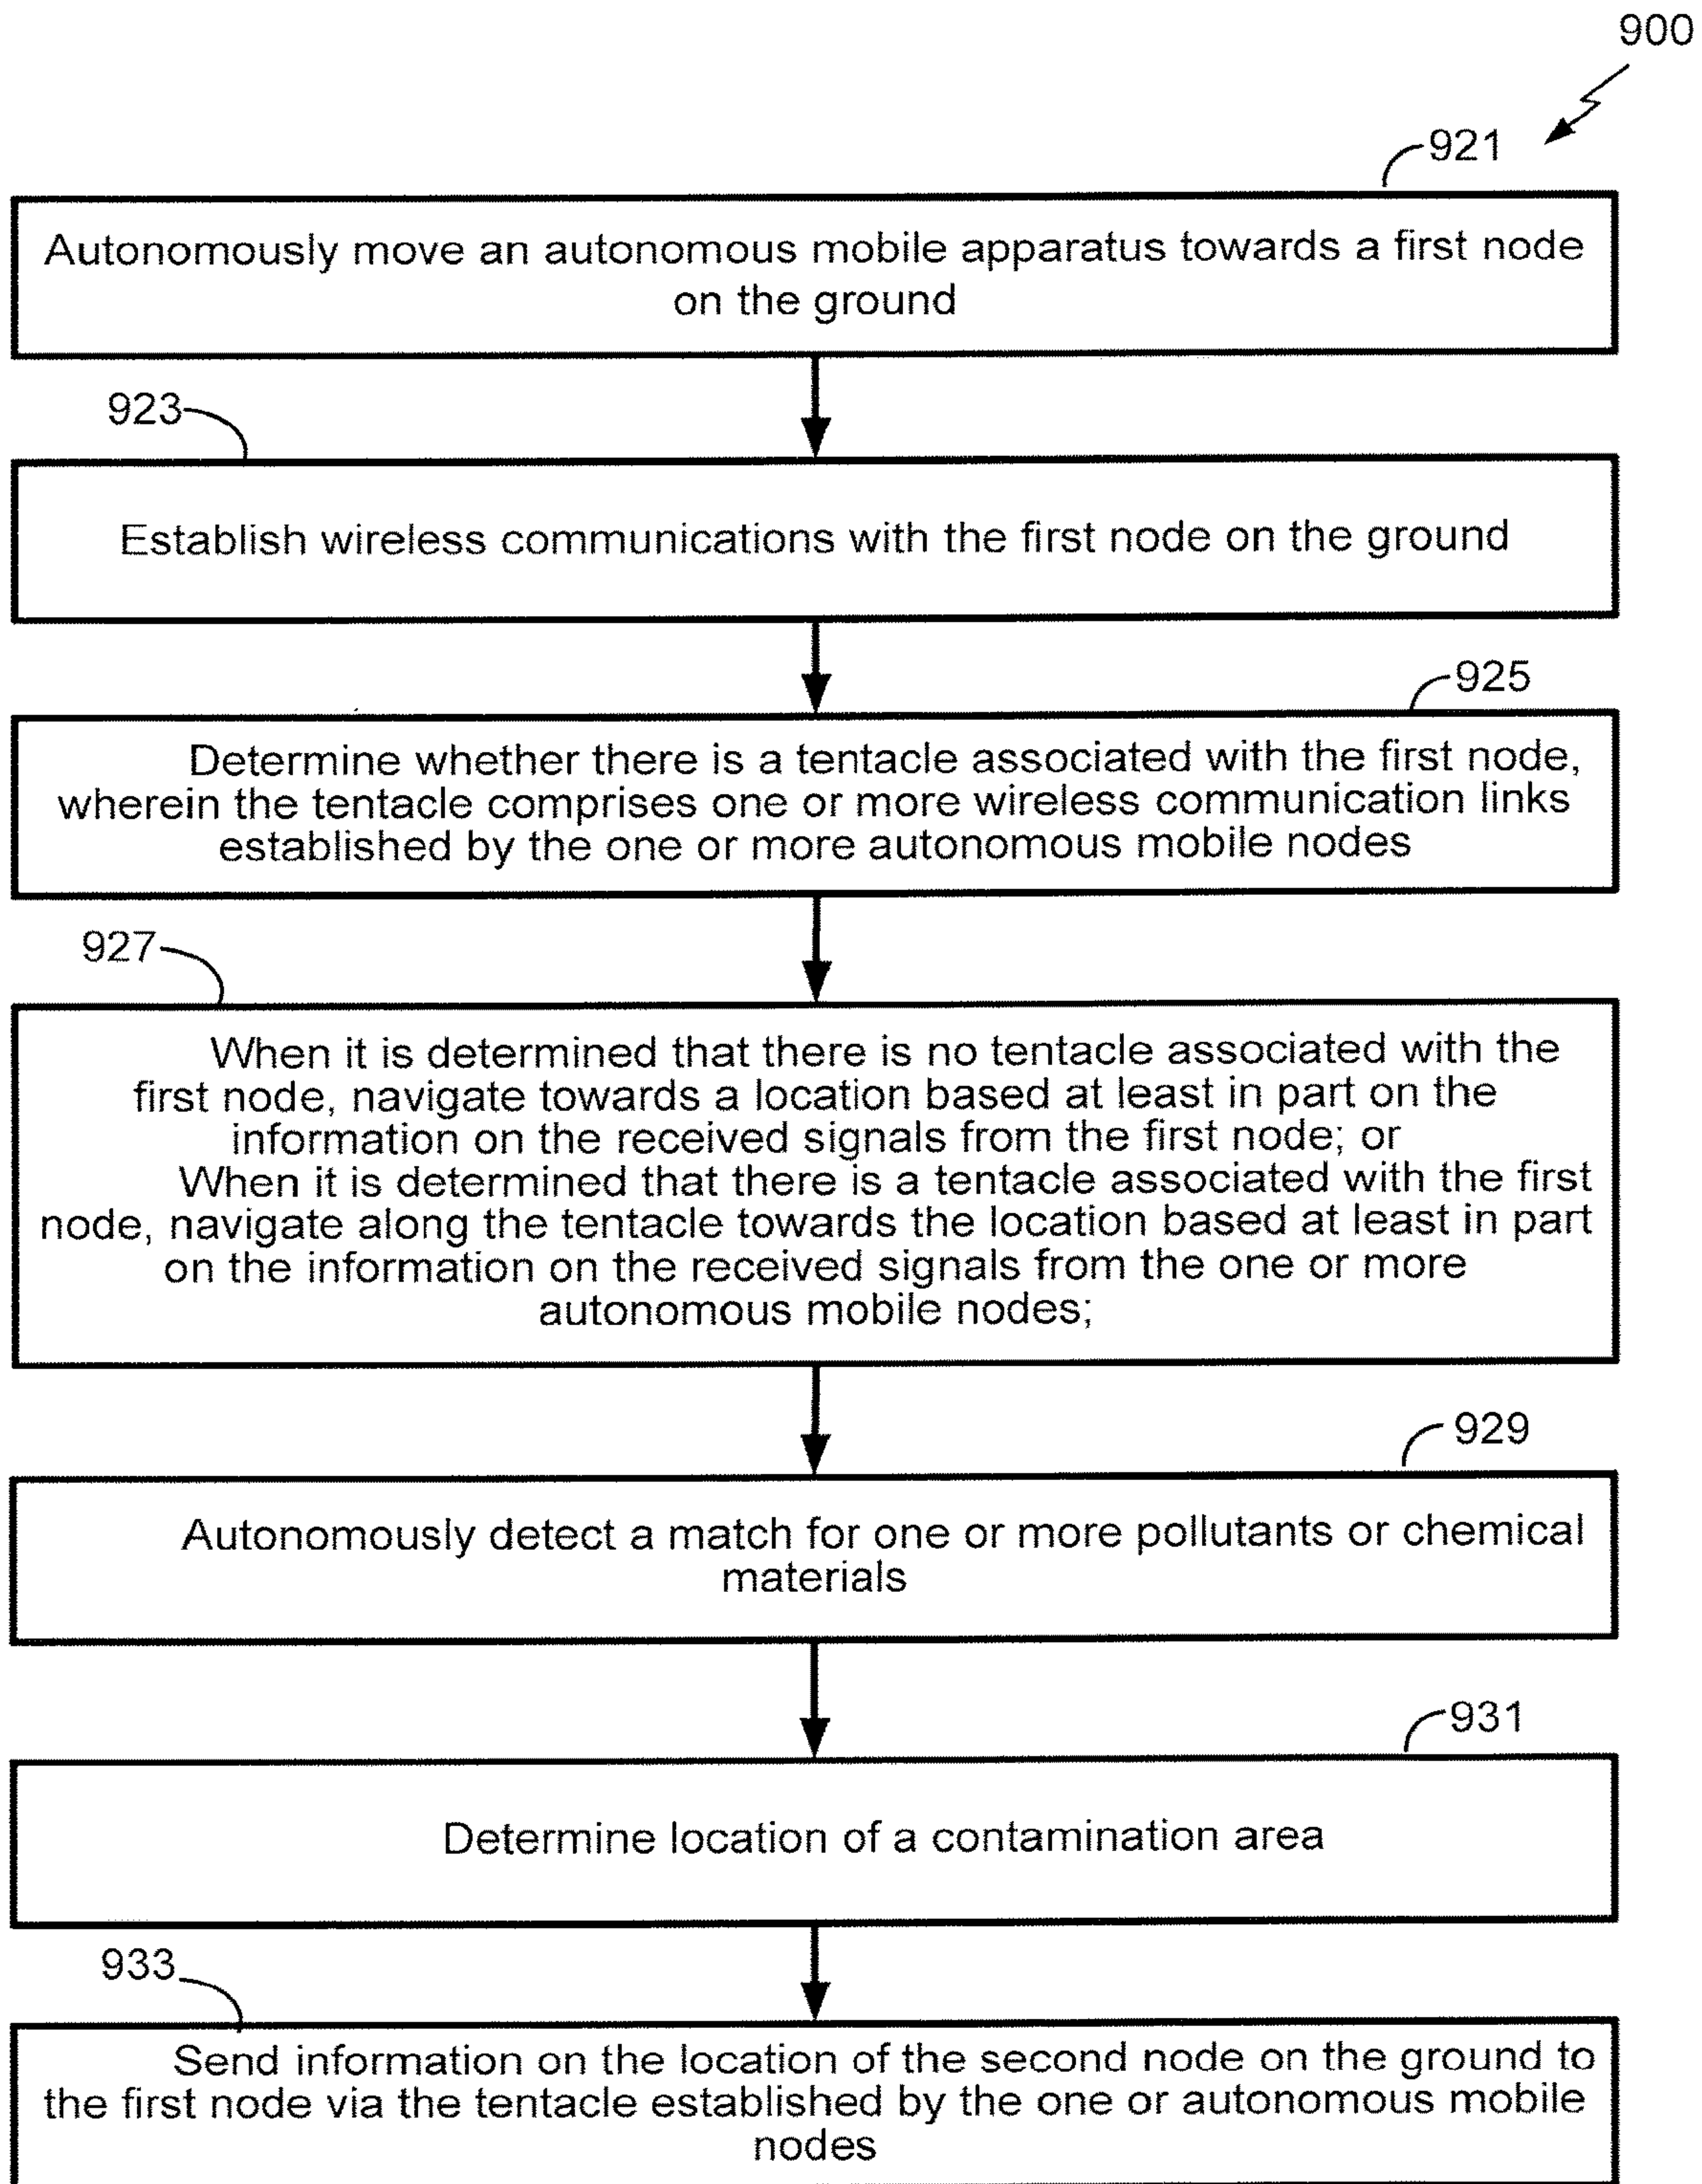 900
921
Autonomously move an autonomous mobile apparatus towards a first node
on the ground
923
Establish wireless communications with the first node on the ground
925
Determine whether there is a tentacle associated with the first node,
wherein the tentacle comprises one or more wireless communication links
established by the one or more autonomous mobile nodes
927
When it is determined that there is no tentacle associated with the
first node, navigate towards a location based at least in part on the
information on the received signals from the first node; or
When it is determined that there is a tentacle associated with the first
node, navigate along the tentacle towards the location based at least in part
on the information on the received signals from the one or more
autonomous mobile nodes;
929
Autonomously detect a match for one or more pollutants or chemical
materials
931
Determine location of a contamination area
933
Send information on the location of the second node on the ground to
the first node via the tentacle established by the one or autonomous mobile
nodes